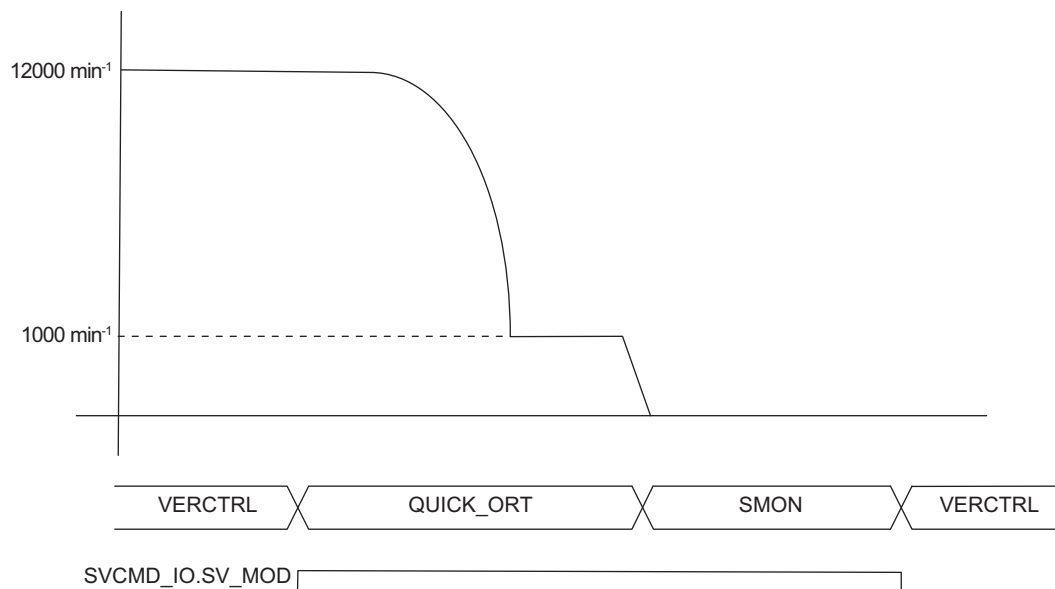 12000 min⁻¹
1000 min⁻¹
VERCTRL QUICK_ORT SMON VERCTRL
SVCMD_IO.SV_MOD